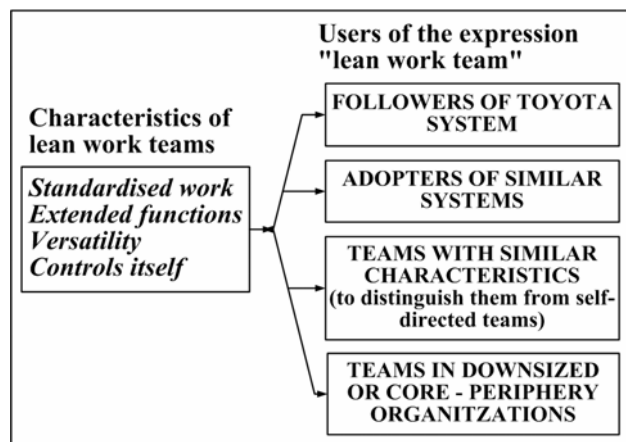 Users of the expression
"lean work team"
Characteristics of
lean work teams
Standardised work
Extended functions
Versatility
Controls itself
FOLLOWERS OF TOYOTA
SYSTEM
ADOPTERS OF SIMILAR
SYSTEMS
TEAMS WITH SIMILAR
CHARACTERISTICS
(to distinguish them from self-
directed teams)
TEAMS IN DOWNSIZED
OR CORE - PERIPHERY
ORGANITZATIONS